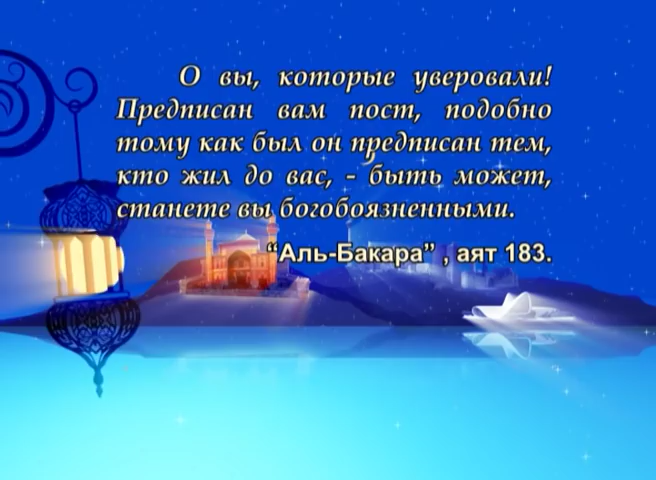 О вы, которые уверовали!
Предписан вам пост, подобно
тому как был он предписан тем,
кто жил до вас, - быть может,
станете вы богобоязненными.
“Аль-Бакара” , аят 183.